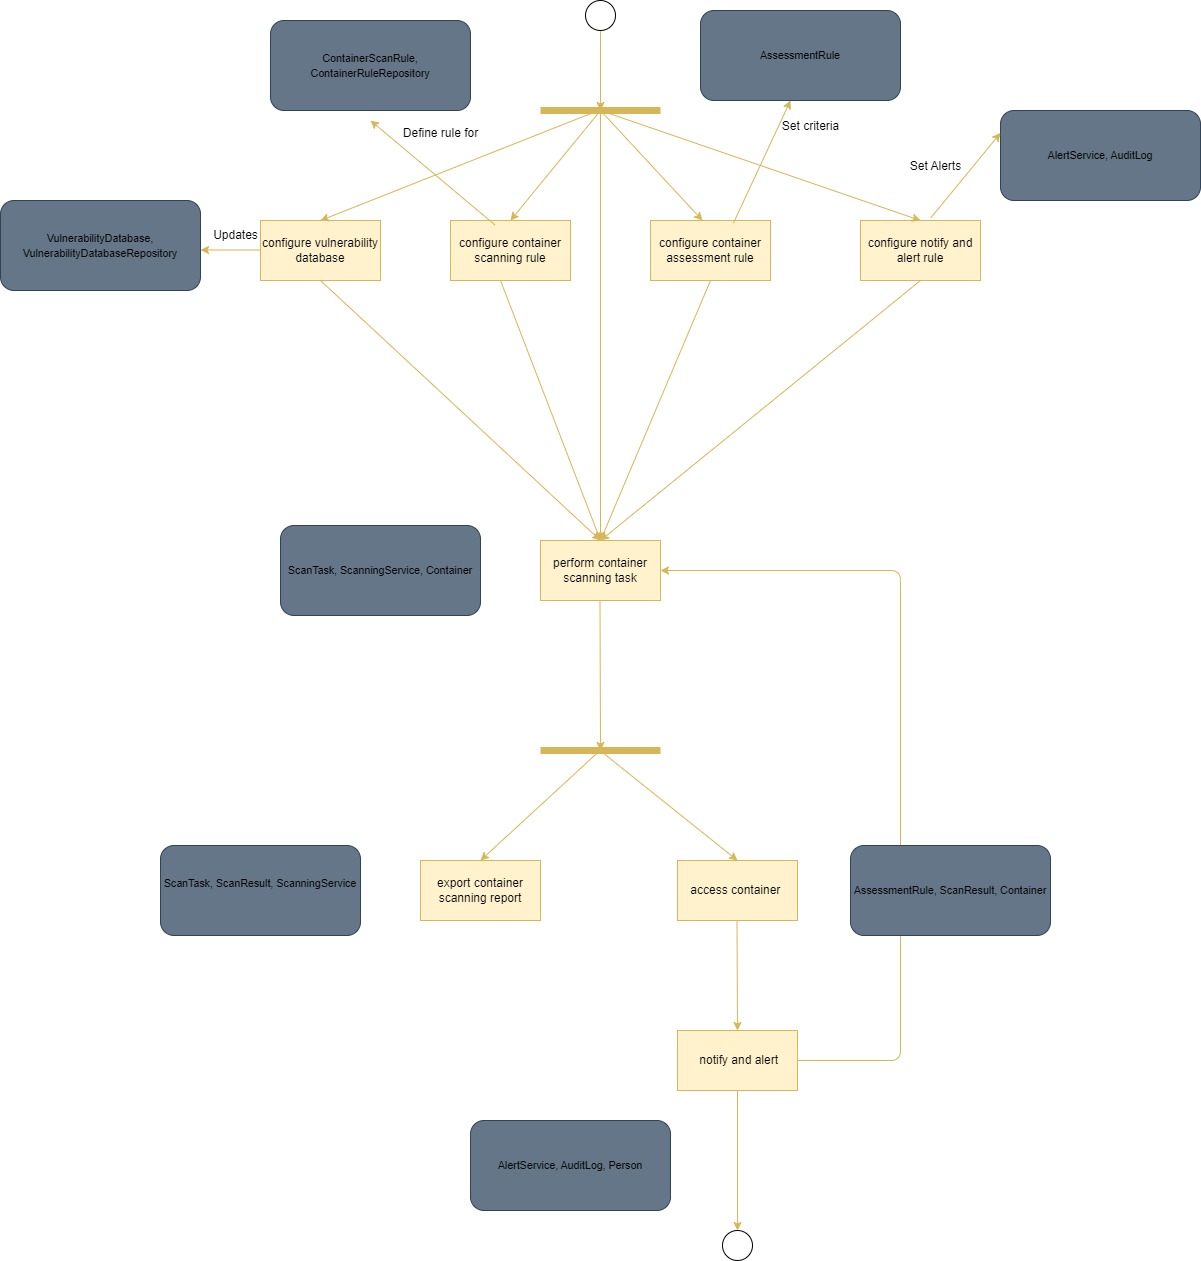 ContainerScanRule,
ContainerRuleRepository
AssessmentRule
Define rule for
Set criteria
AlertService, AuditLog
Set Alerts
VulnerabilityDatabase,
VulnerabilityDatabaseRepository
Updates
configure vulnerability
database
configure container
scanning rule
configure container
assessment rule
configure notify and
alert rule
ScanTask, ScanningService, Container
perform container
scanning task
ScanTask, ScanResult, ScanningService
export container
scanning report
access container
AssessmentRule, ScanResult, Container
notify and alert
AlertService, AuditLog, Person